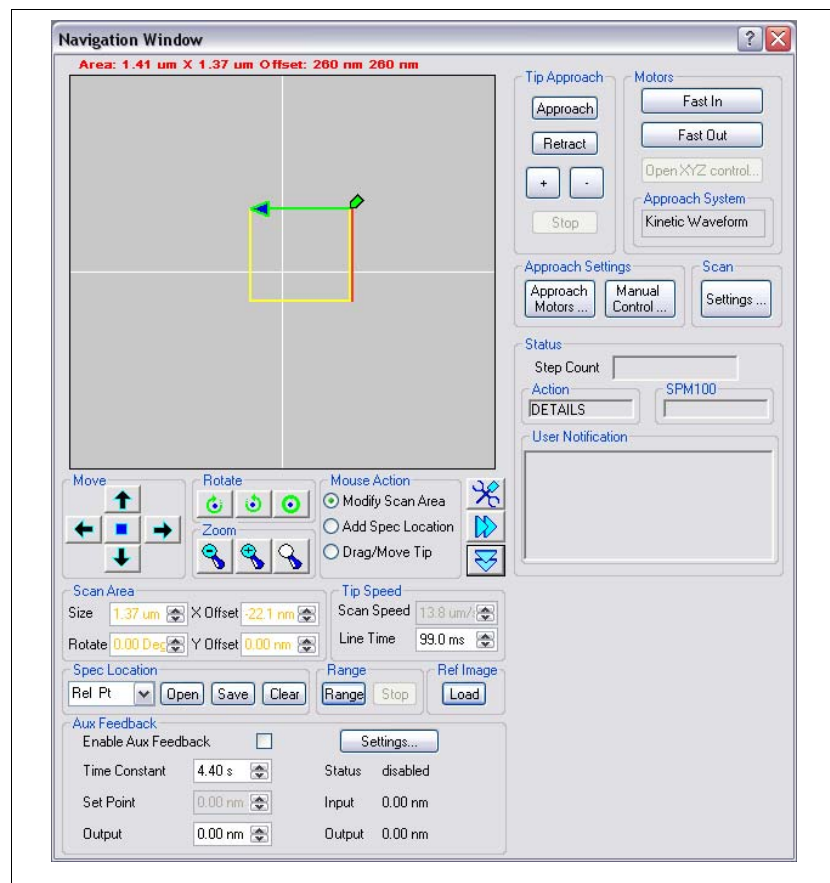 Navigation Window
Area: 1.41 um X 1.37 um Offset: 260 nm 260 nm
Tip Approach
Approach
Retract
+ -
Stop
Motors
Fast In
Fast Out
Open XYZ control...
Approach System
Kinetic Waveform
Approach Settings
Approach Motors ...
Manual Control ...
Scan
Settings ...
Status
Step Count
Action
DETAILS
SPM100
User Notification
Move
Rotate
Zoom
Mouse Action
Modify Scan Area
Add Spec Location
Drag/Move Tip
Scan Area
Size 1.37 um X Offset -22.1 nm
Rotate 0.00 Deg Y Offset 0.00 nm
Tip Speed
Scan Speed 13.8 um/
Line Time 99.0 ms
Spec Location
Rel Pt Open Save Clear
Range
Range Stop
Ref Image
Load
Aux Feedback
Enable Aux Feedback Settings...
Time Constant 4.40 s Status disabled
Set Point 0.00 nm Input 0.00 nm
Output 0.00 nm Output 0.00 nm